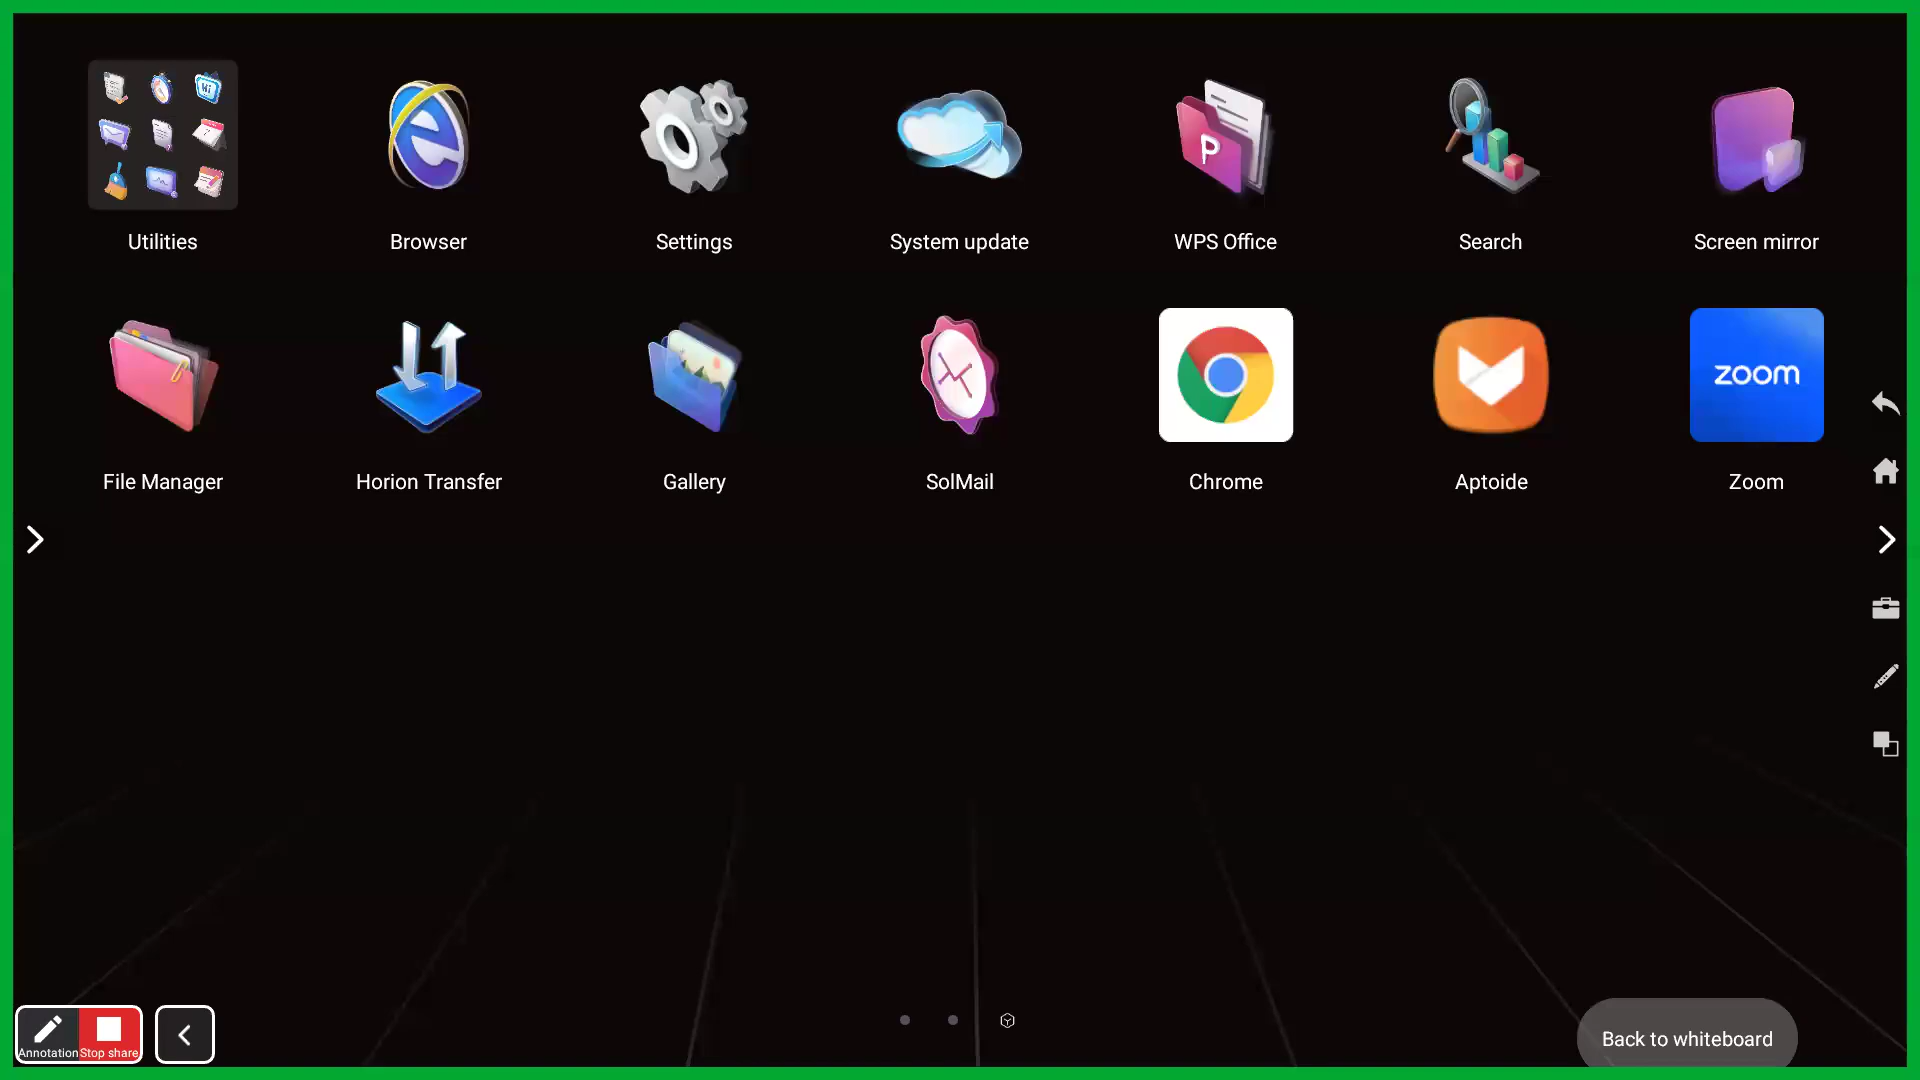 Utilities
Browser
Settings
System update
WPS Office
Search
Screen mirror
P
zoom
File Manager
Horion Transfer
Gallery
SolMail
Chrome
Aptoide
Zoom
Annotation
Stop share
Back to whiteboard